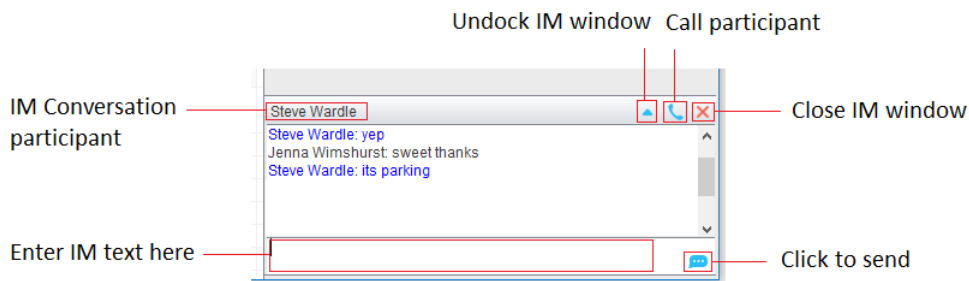 Undock IM window
Call participant
IM Conversation
participant
Steve Wardle
Close IM window
Steve Wardle: yep
Jenna Wimshurst: sweet thanks
Steve Wardle: its parking
Enter IM text here
Click to send